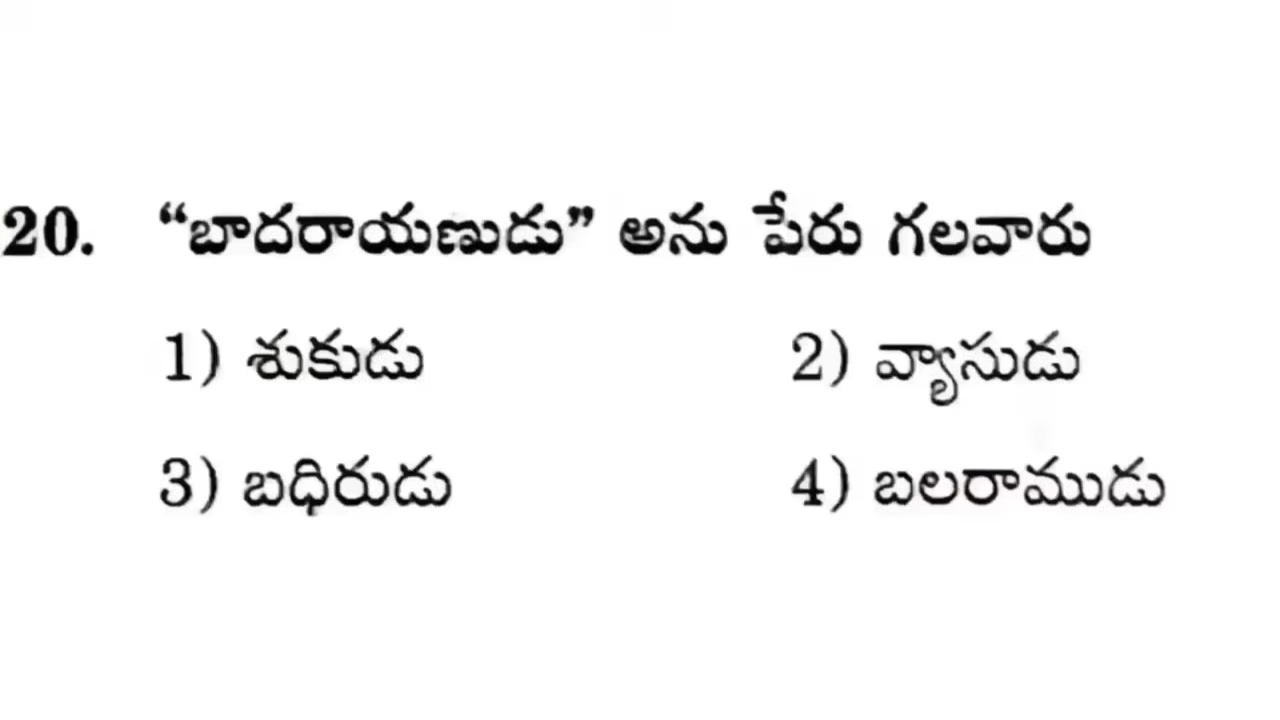 20. “బాదరాయణుడు” అను పేరు గలవారు
1) శుకుడు 2) వ్యాసుడు
3) బధిరుడు 4) బలరాముడు